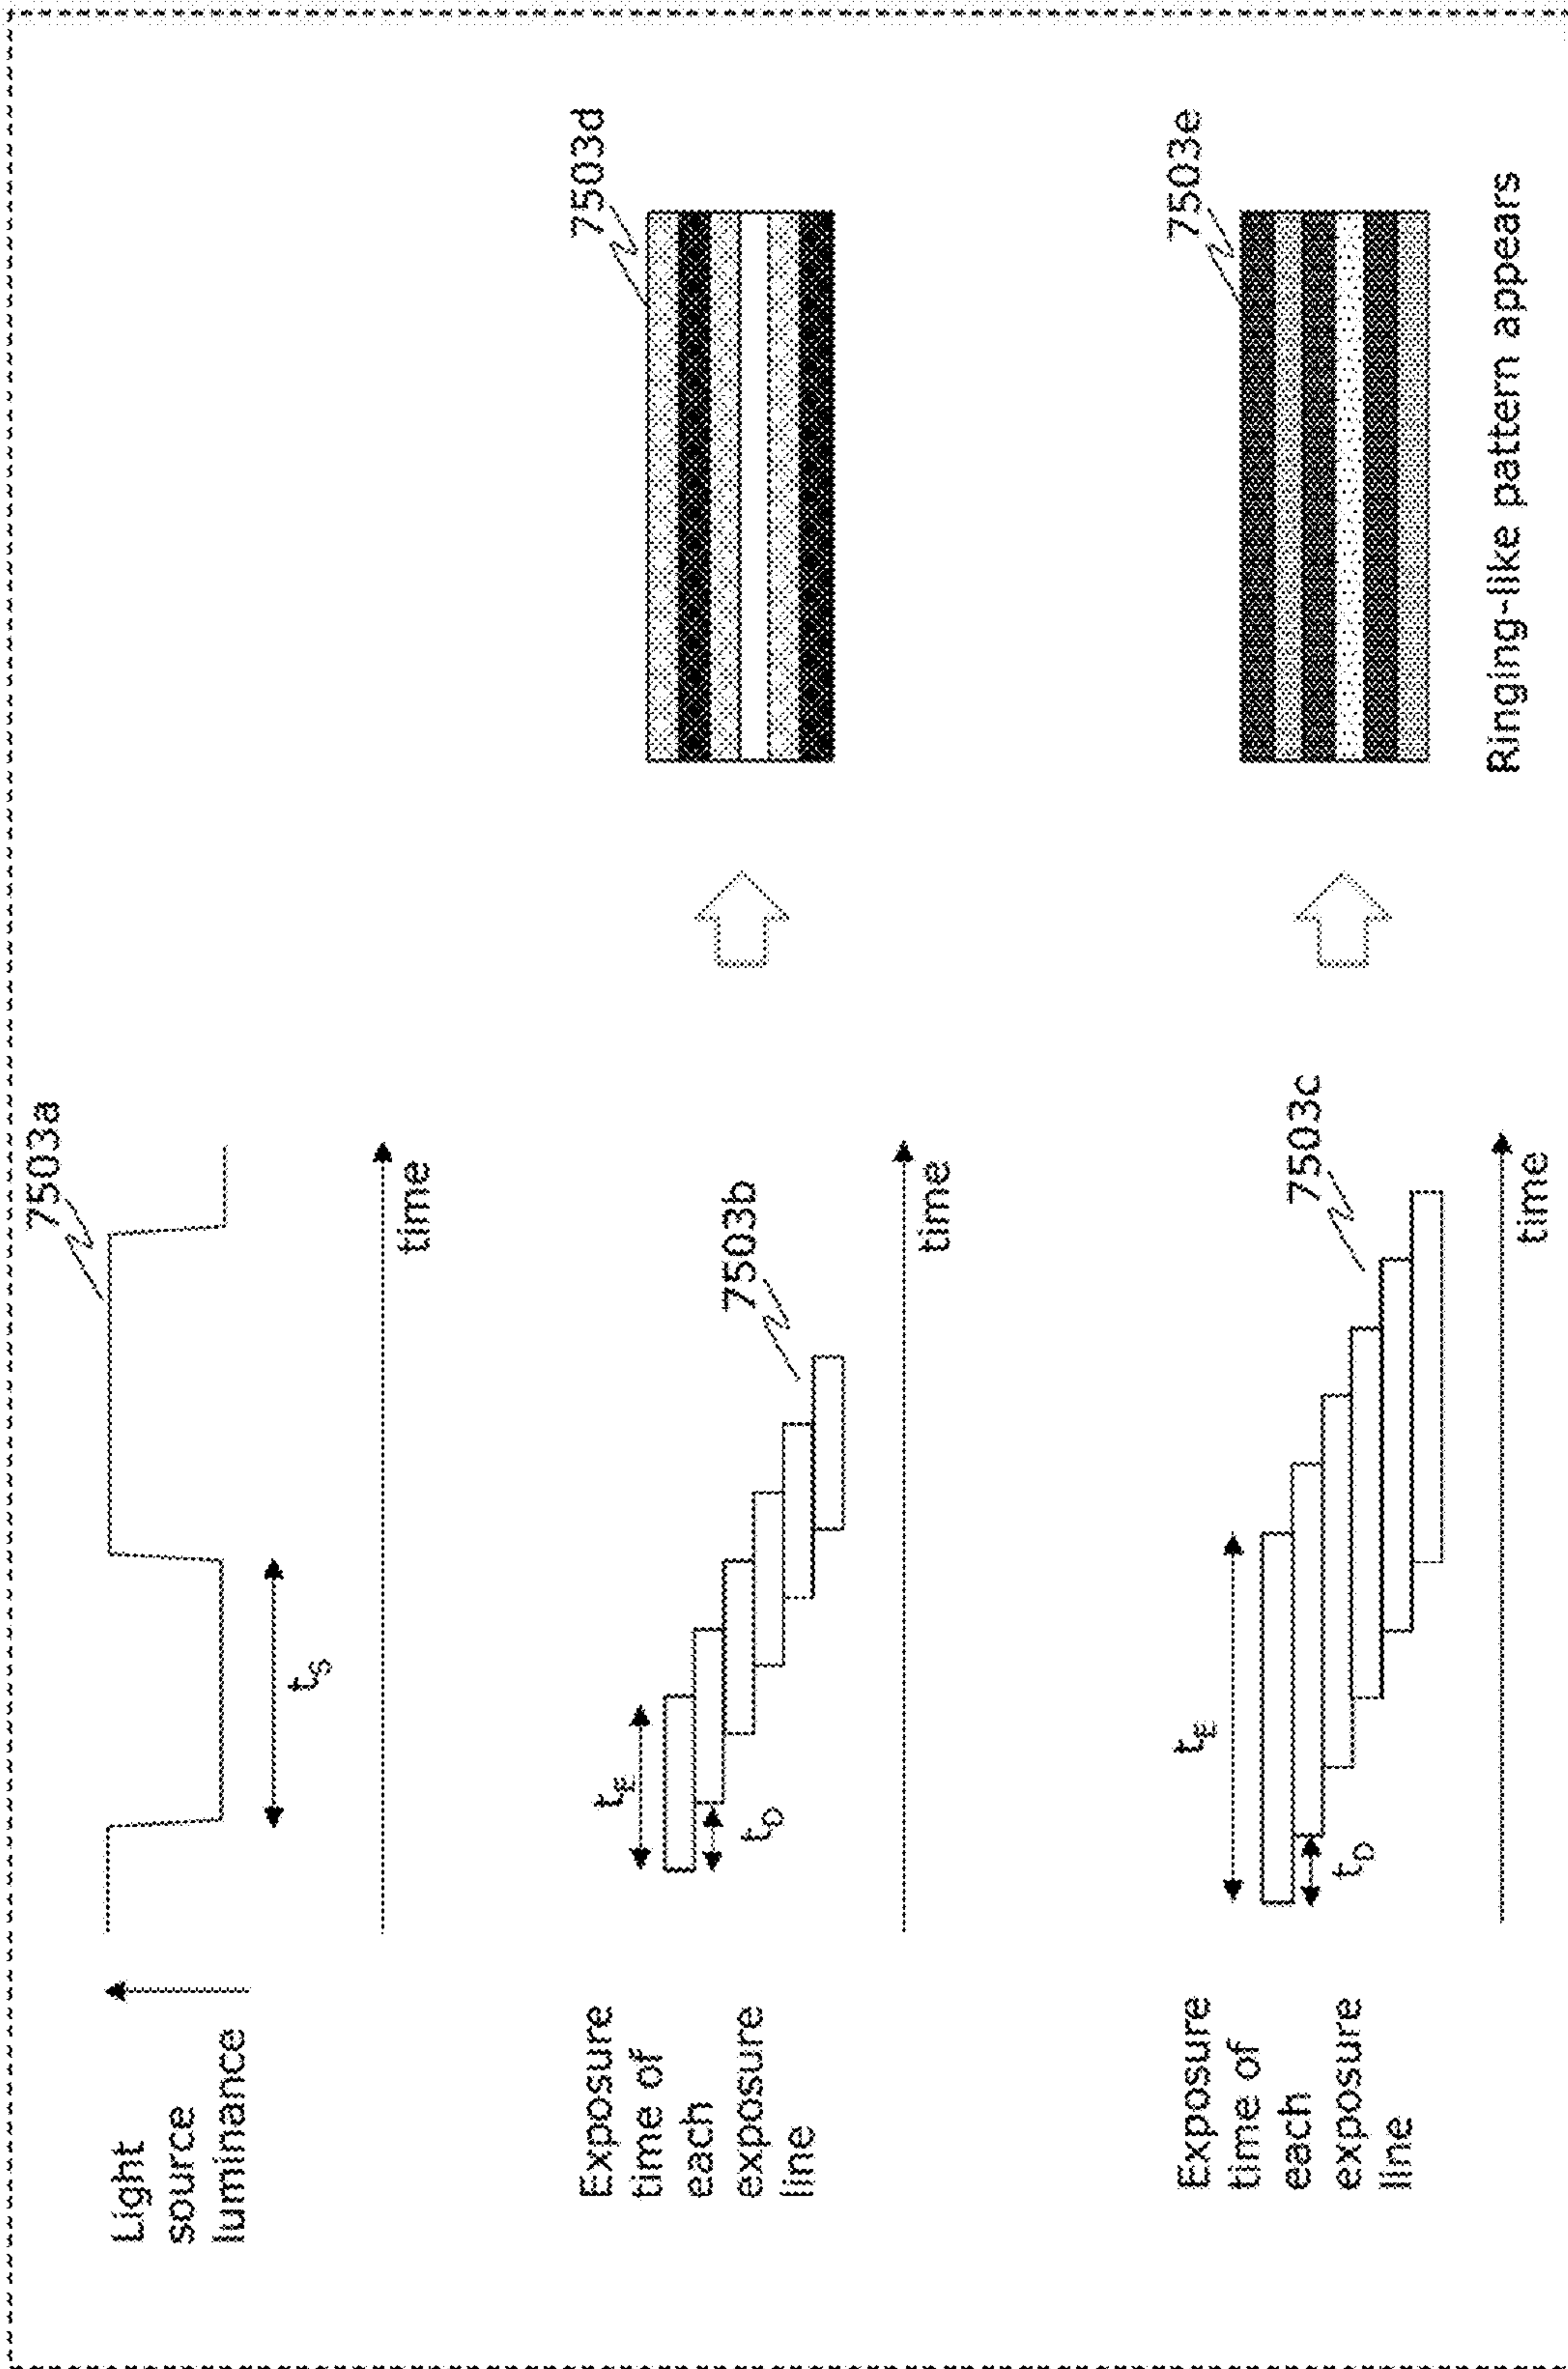 Light
source
luminance
7503a
t_S
time
Exposure
time of
each
exposure
line
t_E
t_D
7503b
time
7503d
Exposure
time of
each
exposure
line
t_E
t_D
7503c
time
7503e
Ringing-like pattern appears